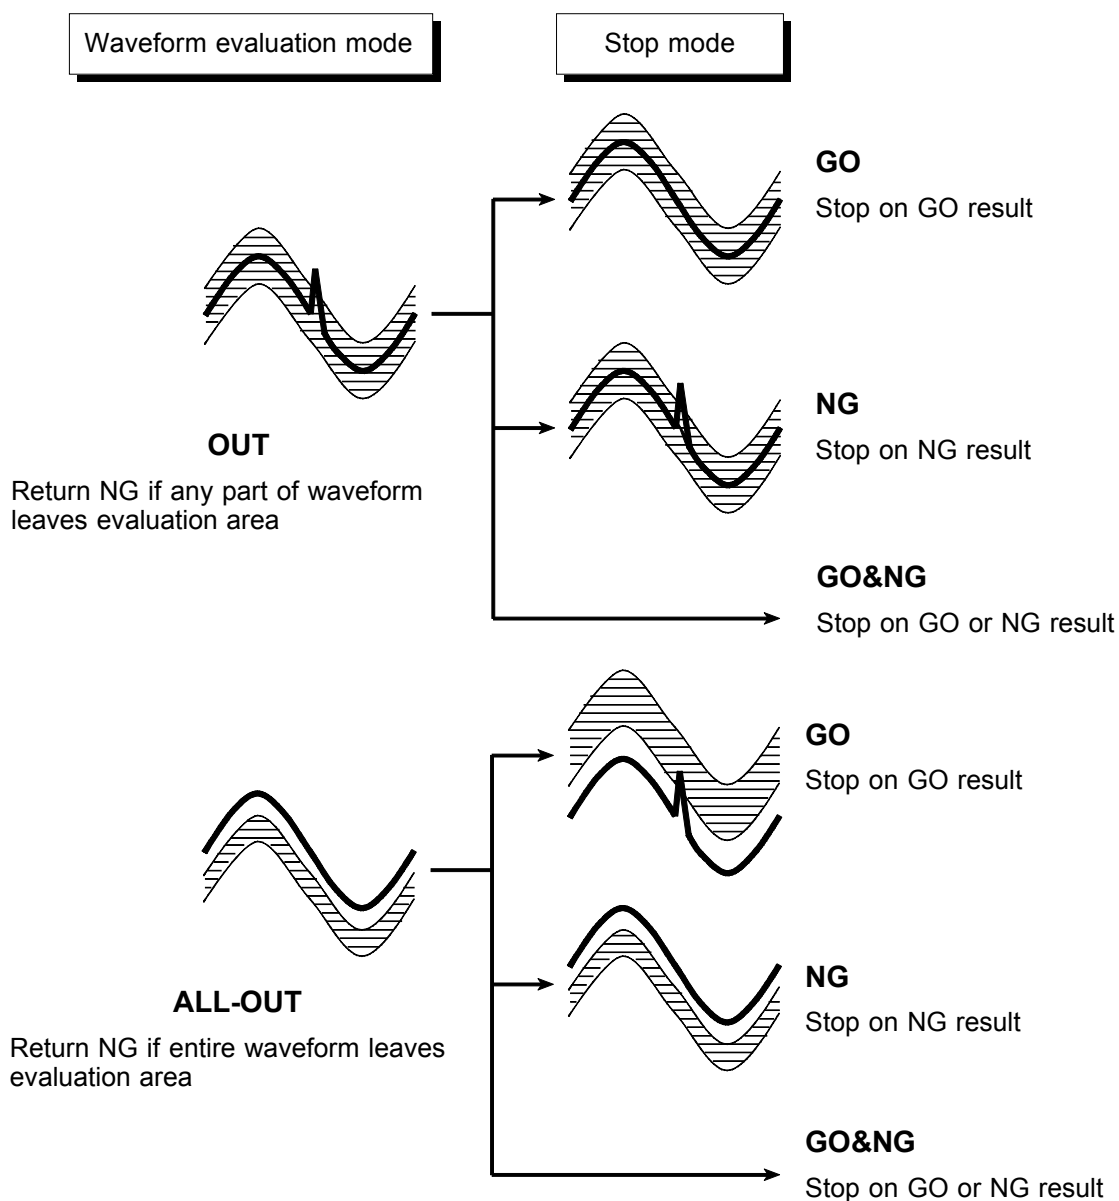 Waveform evaluation mode
Stop mode
GO
Stop on GO result
OUT
Return NG if any part of waveform
leaves evaluation area
NG
Stop on NG result
GO&NG
Stop on GO or NG result
GO
Stop on GO result
ALL-OUT
Return NG if entire waveform leaves
evaluation area
NG
Stop on NG result
GO&NG
Stop on GO or NG result